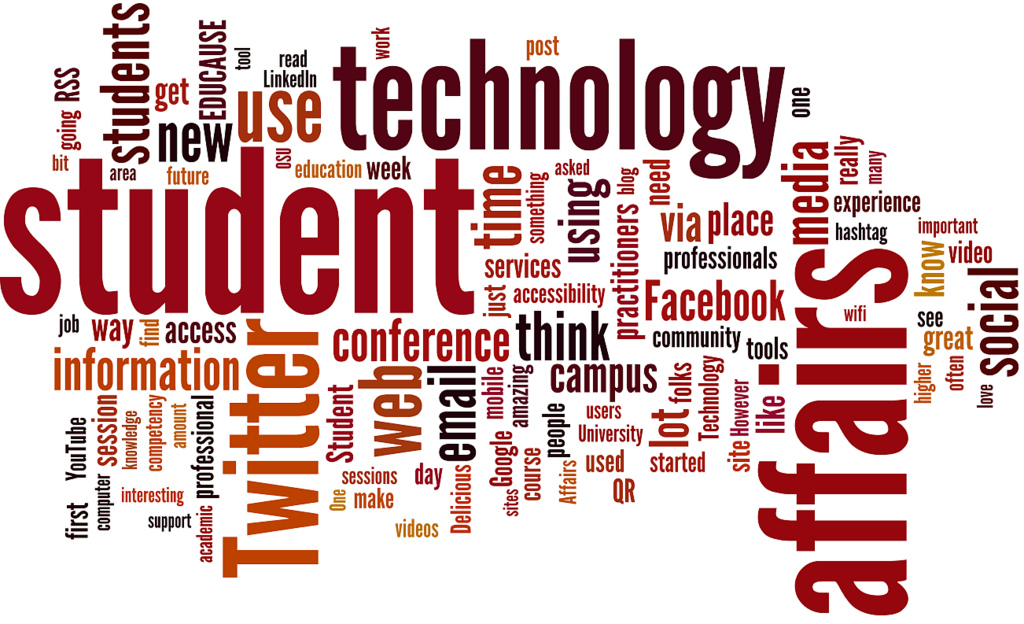 students
RSS
going
bit
area
get
EDUCAUSE
tool
read
LinkedIn
use
new
future
OSU
education
week
work
technology
post
one
student
time
something
asked
using
practitioners
blog
need
via
place
professionals
services
just
accessibility
Facebook
community
tools
media
really
many
experience
hashtag
important
know
video
social
affairs
wifi
see
great
higher
often
love
job
way
find
access
information
Twitter
conference
think
campus
YouTube
session
knowledge
competency
amount
professional
first
computer
interesting
support
academic
Student
web
email
mobile
amazing
people
users
University
lot
folks
Technology
However
like
site
sessions
One
make
day
videos
Delicious
Google
sites
course
Affairs
used
QR
started